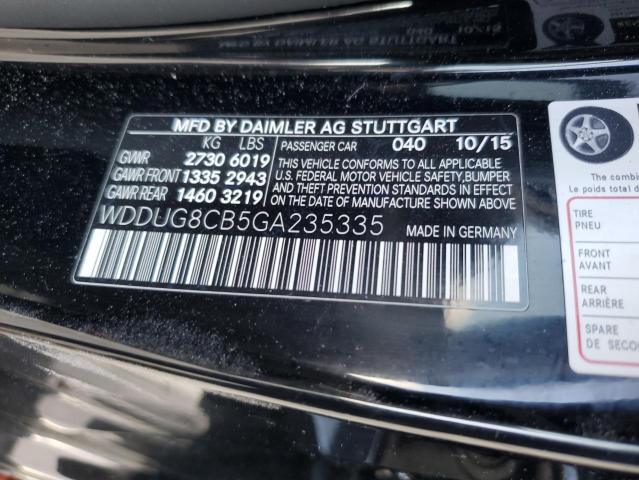 MFD BY DAIMLER AG STUTTGART
KG LBS
GVWR 2730 6019
GAWR FRONT 1335 2943
GAWR REAR 1460 3219
PASSENGER CAR 040 10/15
THIS VEHICLE CONFORMS TO ALL APPLICABLE
U.S. FEDERAL MOTOR VEHICLE SAFETY, BUMPER
AND THEFT PREVENTION STANDARDS IN EFFECT
ON THE DATE OF MANUFACTURE SHOWN ABOVE
WDDUG8CB5GA235335
MADE IN GERMANY
The combin
Le poids total
TIRE
PNEU
FRONT
AVANT
REAR
ARRIÈRE
SPARE
DE SECOU